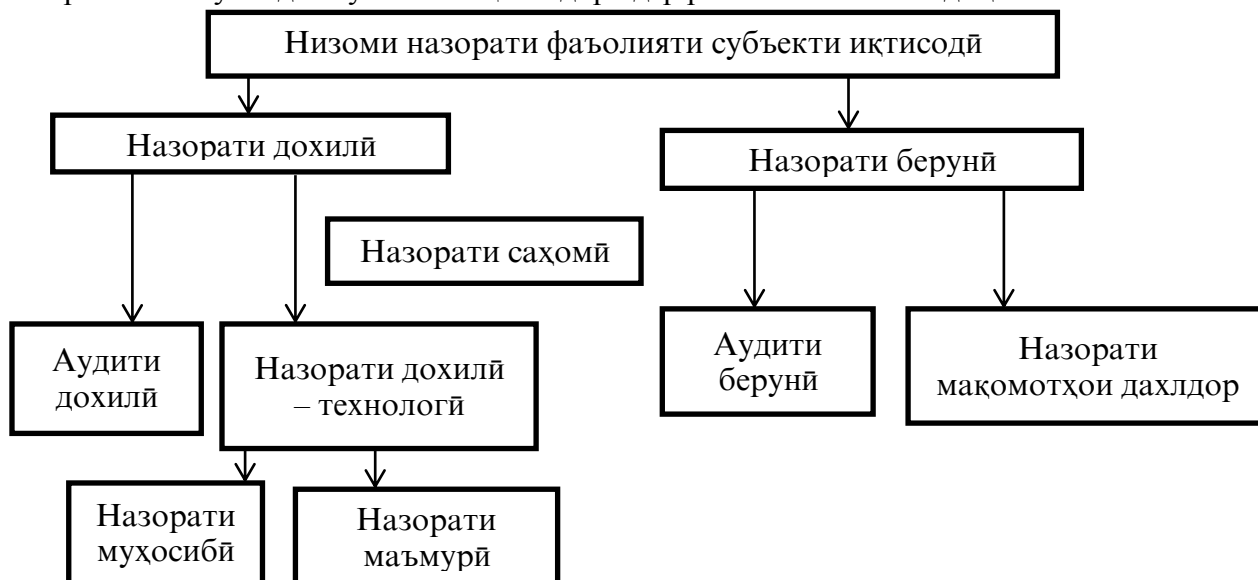 Низоми назорати фаъолияти субъекти иқтисодӣ
Назорати дохилӣ
Назорати берунӣ
Назорати саҳомӣ
Аудити
дохилӣ
Назорати дохилӣ
– технологӣ
Аудити
берунӣ
Назорати
мақомотҳои дахлдор
Назорати
муҳосибӣ
Назорати
маъмурӣ